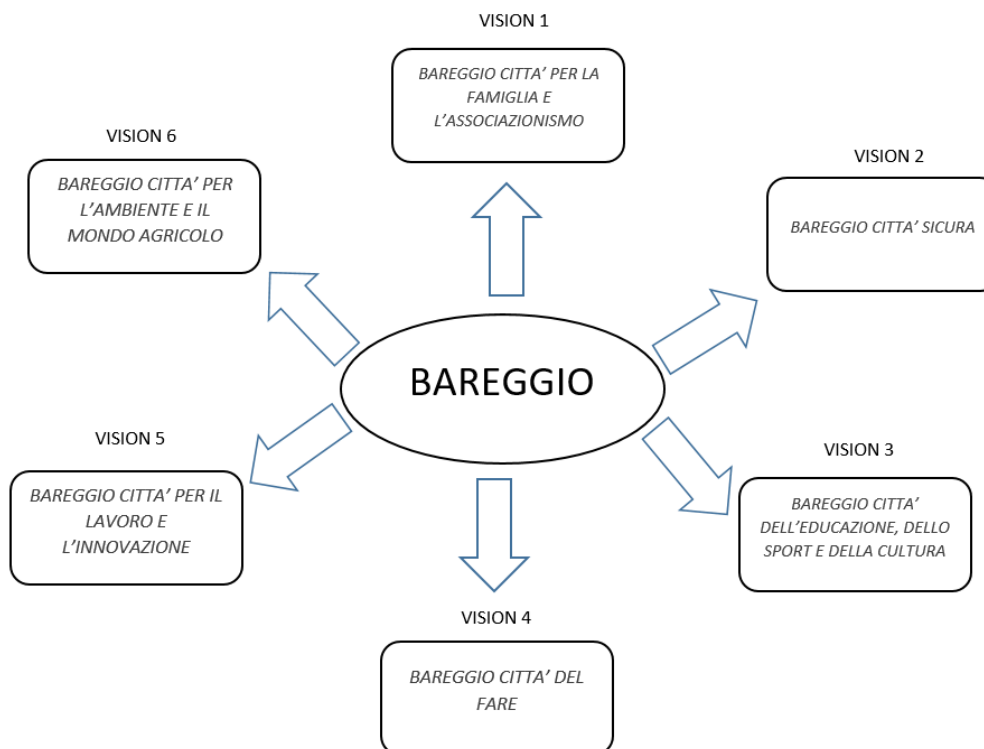 VISION 1
BAREGGIO CITTA’ PER LA
FAMIGLIA E
L’ASSOCIAZIONISMO
VISION 6
BAREGGIO CITTA’ PER
L’AMBIENTE E IL
MONDO AGRICOLO
VISION 2
BAREGGIO CITTA’ SICURA
BAREGGIO
VISION 5
BAREGGIO CITTA’ PER IL
LAVORO E
L’INNOVAZIONE
VISION 3
BAREGGIO CITTA’
DELL’EDUCAZIONE, DELLO
SPORT E DELLA CULTURA
VISION 4
BAREGGIO CITTA’ DEL
FARE